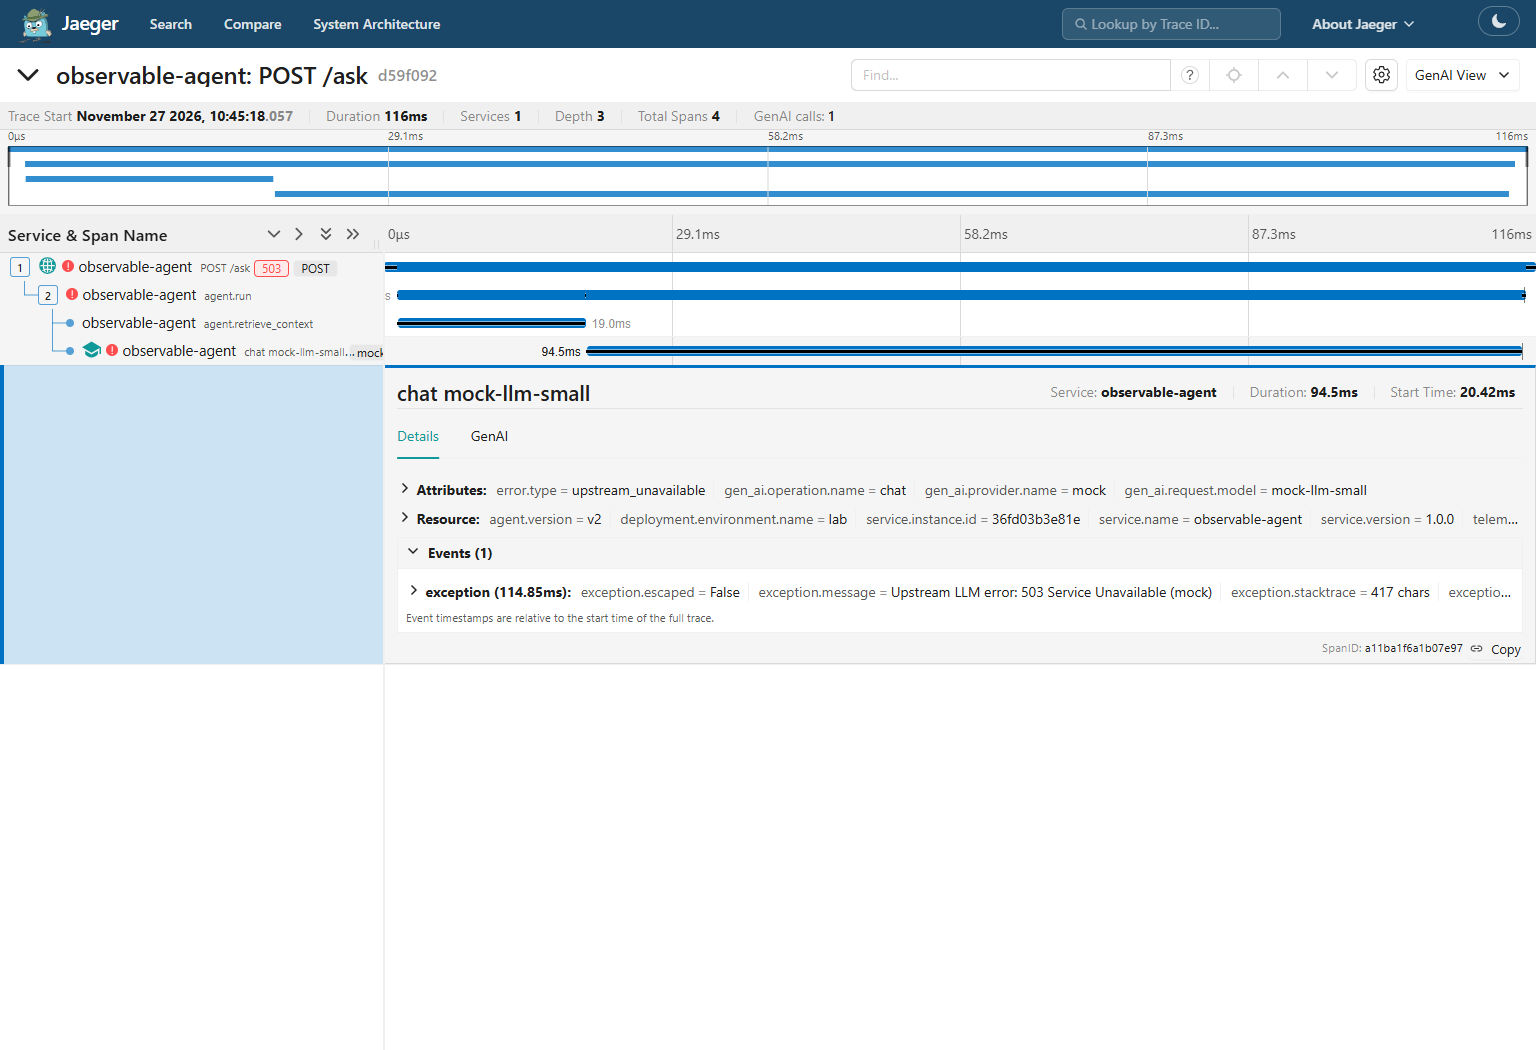 Jaeger Search Compare System Architecture Lookup by Trace ID... About Jaeger
observable-agent: POST /ask d59f092 Find... ? GenAI View
Trace Start November 27 2026, 10:45:18.057 Duration 116ms Services 1 Depth 3 Total Spans 4 GenAI calls: 1
0μs 29.1ms 58.2ms 87.3ms 116ms
Service & Span Name 0μs 29.1ms 58.2ms 87.3ms 116ms
1 observable-agent POST /ask 503 POST
2 observable-agent agent.run s
observable-agent agent.retrieve_context 19.0ms
observable-agent chat mock-llm-small... mock 94.5ms
chat mock-llm-small Service: observable-agent Duration: 94.5ms Start Time: 20.42ms
Details GenAI
Attributes: error.type = upstream_unavailable gen_ai.operation.name = chat gen_ai.provider.name = mock gen_ai.request.model = mock-llm-small
Resource: agent.version = v2 deployment.environment.name = lab service.instance.id = 36fd03b3e81e service.name = observable-agent service.version = 1.0.0 telem...
Events (1)
exception (114.85ms): exception.escaped = False exception.message = Upstream LLM error: 503 Service Unavailable (mock) exception.stacktrace = 417 chars exceptio...
Event timestamps are relative to the start time of the full trace.
SpanID: a11ba1f6a1b07e97 Copy